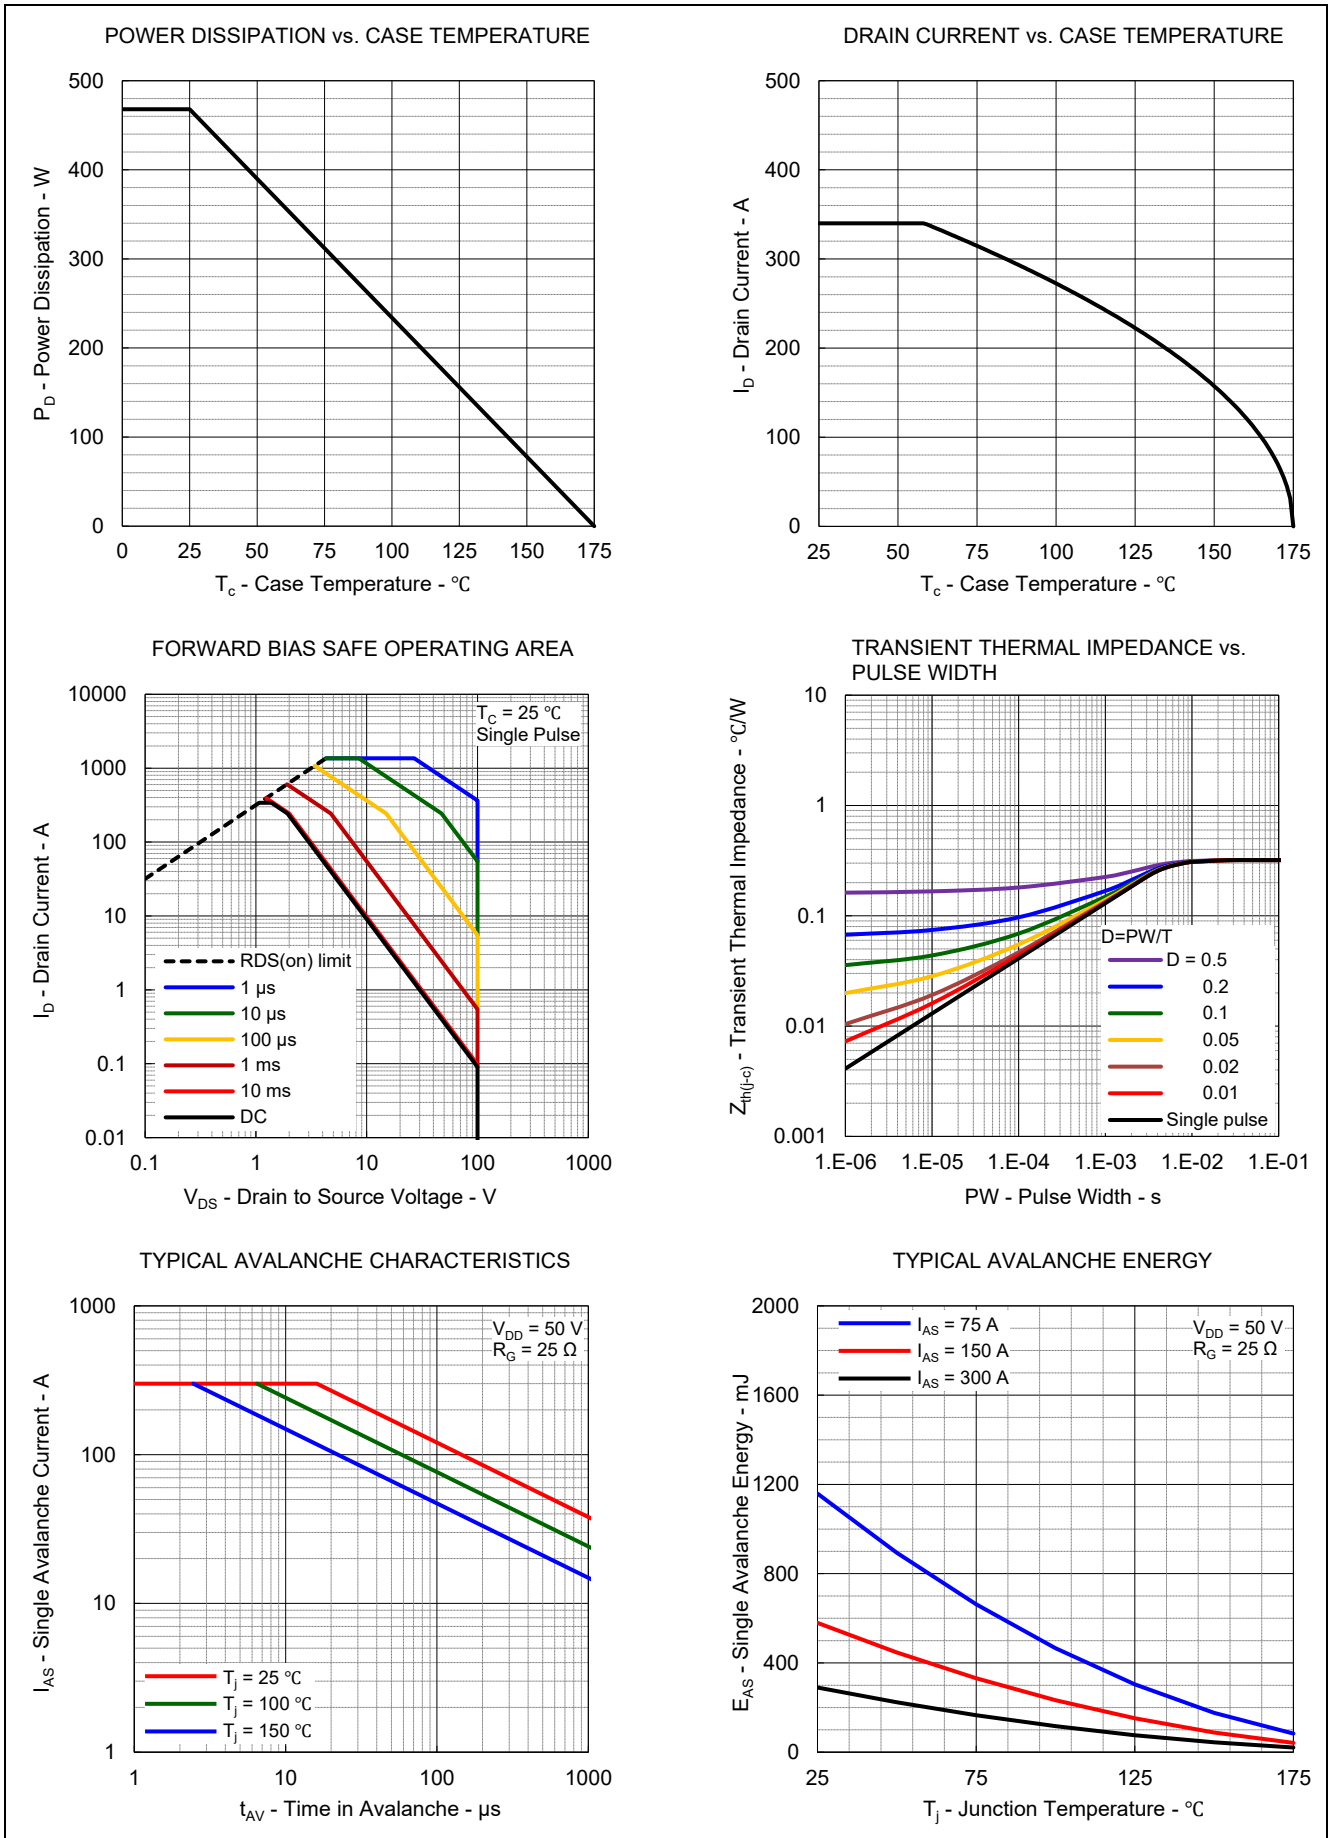 POWER DISSIPATION vs. CASE TEMPERATURE
500
400
300
200
100
0
P_D - Power Dissipation - W
0 25 50 75 100 125 150 175
T_c - Case Temperature - ℃
DRAIN CURRENT vs. CASE TEMPERATURE
500
400
300
200
100
0
I_D - Drain Current - A
25 50 75 100 125 150 175
T_c - Case Temperature - ℃
FORWARD BIAS SAFE OPERATING AREA
10000
1000
100
10
1
0.1
0.01
I_D - Drain Current - A
T_C = 25 ℃
Single Pulse
RDS(on) limit
1 µs
10 µs
100 µs
1 ms
10 ms
DC
0.1 1 10 100 1000
V_DS - Drain to Source Voltage - V
TRANSIENT THERMAL IMPEDANCE vs.
PULSE WIDTH
10
1
0.1
0.01
0.001
Z_th(j-c) - Transient Thermal Impedance - ℃/W
D=PW/T
D = 0.5
0.2
0.1
0.05
0.02
0.01
Single pulse
1.E-06 1.E-05 1.E-04 1.E-03 1.E-02 1.E-01
PW - Pulse Width - s
TYPICAL AVALANCHE CHARACTERISTICS
1000
100
10
1
I_AS - Single Avalanche Current - A
V_DD = 50 V
R_G = 25 Ω
T_j = 25 ℃
T_j = 100 ℃
T_j = 150 ℃
1 10 100 1000
t_AV - Time in Avalanche - µs
TYPICAL AVALANCHE ENERGY
2000
1600
1200
800
400
0
E_AS - Single Avalanche Energy - mJ
I_AS = 75 A
I_AS = 150 A
I_AS = 300 A
V_DD = 50 V
R_G = 25 Ω
25 75 125 175
T_j - Junction Temperature - ℃